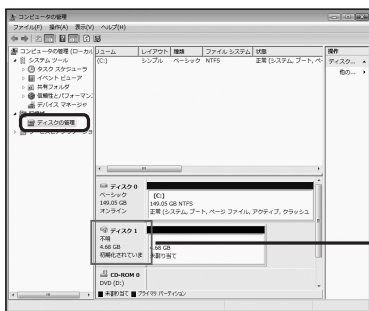 コンピュータの管理
ファイル(F) 操作(A) 表示(V) ヘルプ(H)
コンピュータの管理 (ローカル
システム ツール
タスク スケジューラ
イベント ビューア
共有フォルダ
信頼性とパフォーマン
デバイス マネージャ
ディスクの管理
リューム レイアウト 種類 ファイル システム 状態
(C:) シンプル ベーシック NTFS 正常 (システム, ブート, ペ
操作
ディスク...
他の...
ディスク 0
ベーシック
149.05 GB
オンライン
(C:)
149.05 GB NTFS
正常 (システム, ブート, ページ ファイル, アクティブ, クラッシュ
ディスク 1
不明
4.68 GB
初期化されていま
4.68 GB
未割り当て
CD-ROM 0
DVD (D:)
未割り当て プライマリ パーティション